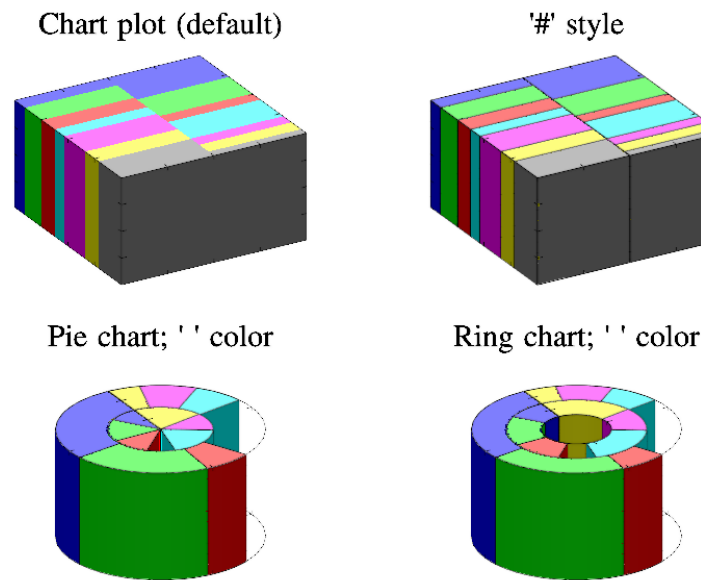 Chart plot (default)
'#' style
Pie chart; ' ' color
Ring chart; ' ' color